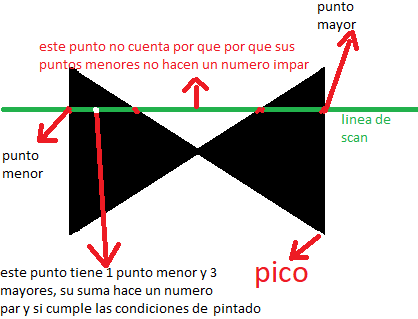 punto
mayor
este punto no cuenta por que por que sus
puntos menores no hacen un numero impar
linea de
scan
punto
menor
este punto tiene 1 punto menor y 3
mayores, su suma hace un numero
par y si cumple las condiciones de pintado
pico